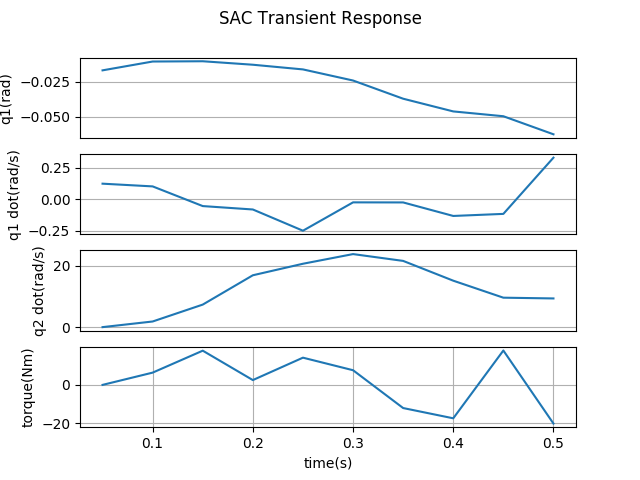 SAC Transient Response
q1(rad)
−0.025
−0.050
q1 dot(rad/s)
0.25
0.00
−0.25
q2 dot(rad/s)
20
0
torque(Nm)
0
−20
0.1 0.2 0.3 0.4 0.5
time(s)